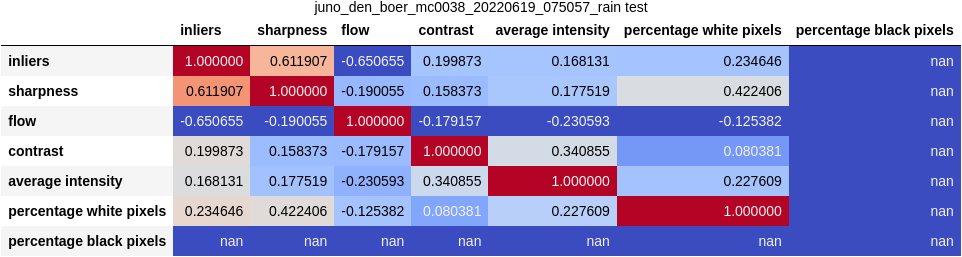 juno_den_boer_mc0038_20220619_075057_rain test
inliers sharpness flow contrast average intensity percentage white pixels percentage black pixels
inliers 1.000000 0.611907 -0.650655 0.199873 0.168131 0.234646 nan
sharpness 0.611907 1.000000 -0.190055 0.158373 0.177519 0.422406 nan
flow -0.650655 -0.190055 1.000000 -0.179157 -0.230593 -0.125382 nan
contrast 0.199873 0.158373 -0.179157 1.000000 0.340855 0.080381 nan
average intensity 0.168131 0.177519 -0.230593 0.340855 1.000000 0.227609 nan
percentage white pixels 0.234646 0.422406 -0.125382 0.080381 0.227609 1.000000 nan
percentage black pixels nan nan nan nan nan nan nan